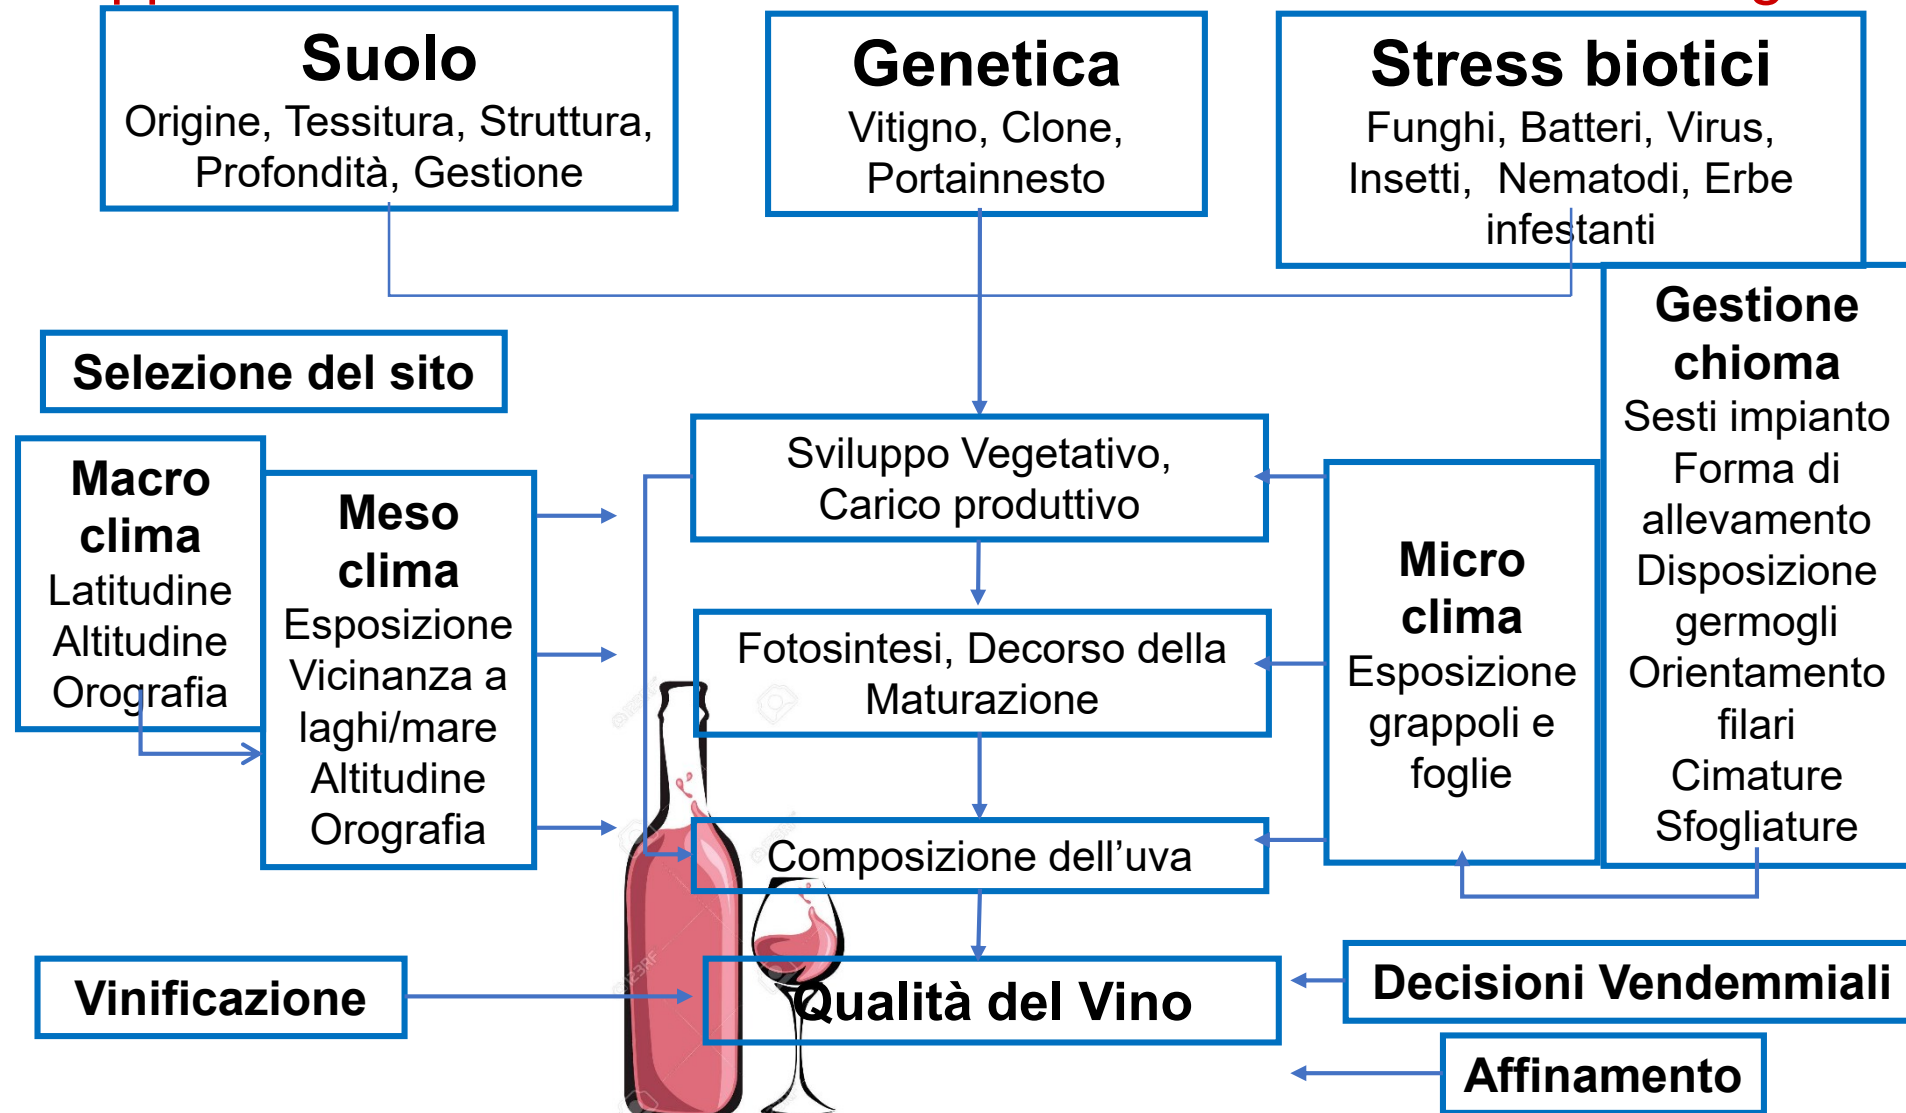 Suolo
Origine, Tessitura, Struttura,
Profondità, Gestione
Genetica
Vitigno, Clone,
Portainnesto
Stress biotici
Funghi, Batteri, Virus,
Insetti, Nematodi, Erbe
infestanti
Selezione del sito
Macro
clima
Latitudine
Altitudine
Orografia
Meso
clima
Esposizione
Vicinanza a
laghi/mare
Altitudine
Orografia
Sviluppo Vegetativo,
Carico produttivo
Fotosintesi, Decorso della
Maturazione
Composizione dell’uva
Micro
clima
Esposizione
grappoli e
foglie
Gestione
chioma
Sesti impianto
Forma di
allevamento
Disposizione
germogli
Orientamento
filari
Cimature
Sfogliature
Vinificazione
Qualità del Vino
Decisioni Vendemmiali
Affinamento